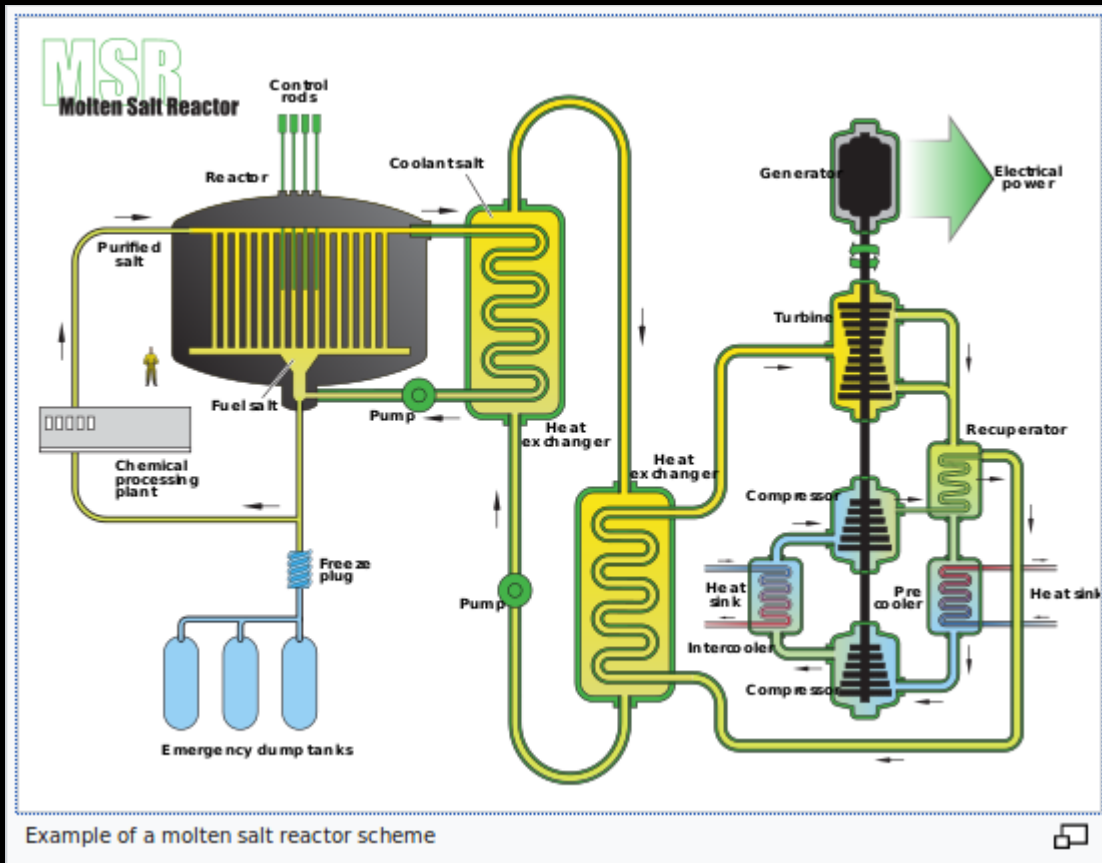 MSR
Molten Salt Reactor
Control
rods
Reactor
Coolant salt
Purified
salt
Fuel salt
Pump
Heat
exchanger
Chemical
processing
plant
Freeze
plug
Emergency dump tanks
Pump
Heat
exchanger
Generator
Electrical
power
Turbine
Recuperator
Compressor
Heat
sink
Pre
cooler
Heat sink
Intercooler
Compressor
Example of a molten salt reactor scheme